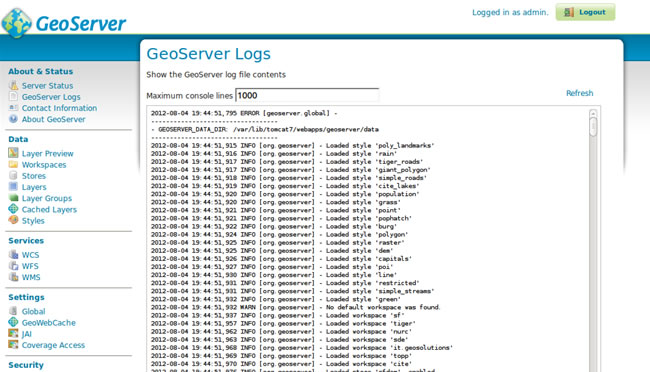 GeoServer
Logged in as admin.
Logout
About & Status
Server Status
GeoServer Logs
Contact Information
About GeoServer
Data
Layer Preview
Workspaces
Stores
Layers
Layer Groups
Cached Layers
Styles
Services
WCS
WFS
WMS
Settings
Global
GeoWebCache
JAI
Coverage Access
Security
GeoServer Logs
Show the GeoServer log file contents
Maximum console lines 1000
Refresh
2012-08-04 19:44:51,795 ERROR [geoserver.global] -
----------------------------------
- GEOSERVER_DATA_DIR: /var/lib/tomcat7/webapps/geoserver/data
----------------------------------
2012-08-04 19:44:51,915 INFO [org.geoserver] - Loaded style 'poly_landmarks'
2012-08-04 19:44:51,916 INFO [org.geoserver] - Loaded style 'rain'
2012-08-04 19:44:51,917 INFO [org.geoserver] - Loaded style 'tiger_roads'
2012-08-04 19:44:51,917 INFO [org.geoserver] - Loaded style 'giant_polygon'
2012-08-04 19:44:51,918 INFO [org.geoserver] - Loaded style 'simple_roads'
2012-08-04 19:44:51,919 INFO [org.geoserver] - Loaded style 'cite_lakes'
2012-08-04 19:44:51,920 INFO [org.geoserver] - Loaded style 'population'
2012-08-04 19:44:51,920 INFO [org.geoserver] - Loaded style 'grass'
2012-08-04 19:44:51,921 INFO [org.geoserver] - Loaded style 'point'
2012-08-04 19:44:51,921 INFO [org.geoserver] - Loaded style 'pophatch'
2012-08-04 19:44:51,922 INFO [org.geoserver] - Loaded style 'burg'
2012-08-04 19:44:51,924 INFO [org.geoserver] - Loaded style 'polygon'
2012-08-04 19:44:51,925 INFO [org.geoserver] - Loaded style 'raster'
2012-08-04 19:44:51,925 INFO [org.geoserver] - Loaded style 'dem'
2012-08-04 19:44:51,926 INFO [org.geoserver] - Loaded style 'capitals'
2012-08-04 19:44:51,927 INFO [org.geoserver] - Loaded style 'poi'
2012-08-04 19:44:51,930 INFO [org.geoserver] - Loaded style 'line'
2012-08-04 19:44:51,931 INFO [org.geoserver] - Loaded style 'restricted'
2012-08-04 19:44:51,931 INFO [org.geoserver] - Loaded style 'simple_streams'
2012-08-04 19:44:51,932 INFO [org.geoserver] - Loaded style 'green'
2012-08-04 19:44:51,932 WARN [org.geoserver] - No default workspace was found.
2012-08-04 19:44:51,937 INFO [org.geoserver] - Loaded workspace 'sf'
2012-08-04 19:44:51,957 INFO [org.geoserver] - Loaded workspace 'tiger'
2012-08-04 19:44:51,962 INFO [org.geoserver] - Loaded workspace 'nurc'
2012-08-04 19:44:51,963 INFO [org.geoserver] - Loaded workspace 'sde'
2012-08-04 19:44:51,968 INFO [org.geoserver] - Loaded workspace 'it.geosolutions'
2012-08-04 19:44:51,969 INFO [org.geoserver] - Loaded workspace 'topp'
2012-08-04 19:44:51,970 INFO [org.geoserver] - Loaded workspace 'cite'